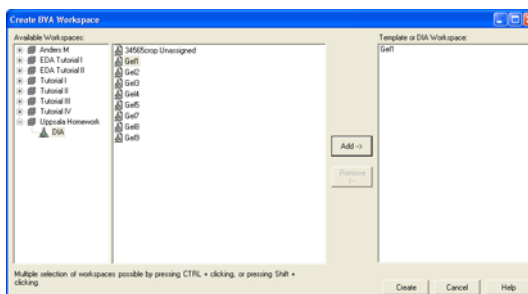 Create BVA Workspace
Available Workspaces:
Template or DIA Workspace:
Anders M
EDA Tutorial I
EDA Tutorial II
Tutorial I
Tutorial II
Tutorial III
Tutorial IV
Uppsala Homework
DIA
34565crop Unassigned
Gel1
Gel2
Gel3
Gel4
Gel5
Gel7
Gel8
Gel9
Gel1
Add ->
Remove
<-
Multiple selection of workspaces possible by pressing CTRL + clicking, or pressing Shift +
clicking.
Create
Cancel
Help